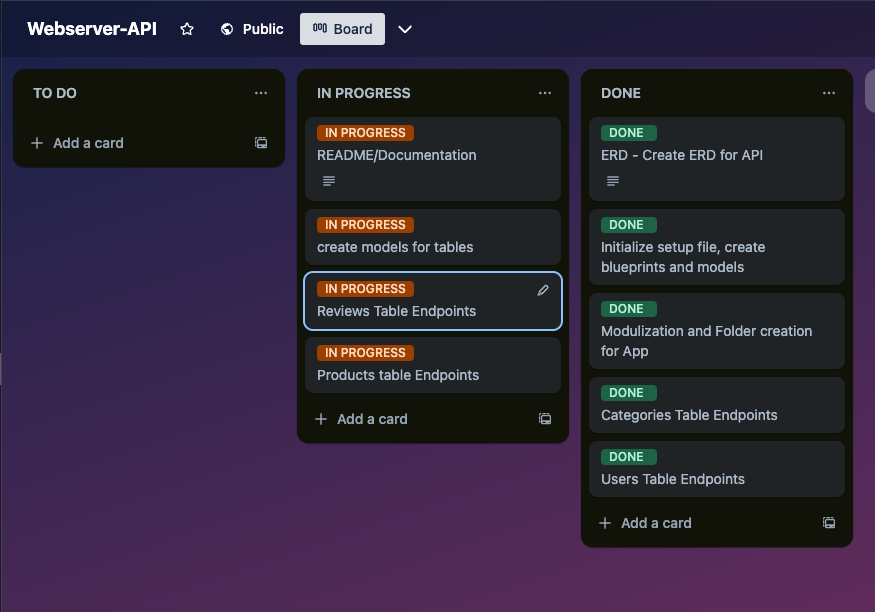 Webserver-API
Public
Board
TO DO
Add a card
IN PROGRESS
IN PROGRESS
README/Documentation
IN PROGRESS
create models for tables
IN PROGRESS
Reviews Table Endpoints
IN PROGRESS
Products table Endpoints
Add a card
DONE
DONE
ERD - Create ERD for API
DONE
Initialize setup file, create
blueprints and models
DONE
Modulization and Folder creation
for App
DONE
Categories Table Endpoints
DONE
Users Table Endpoints
Add a card